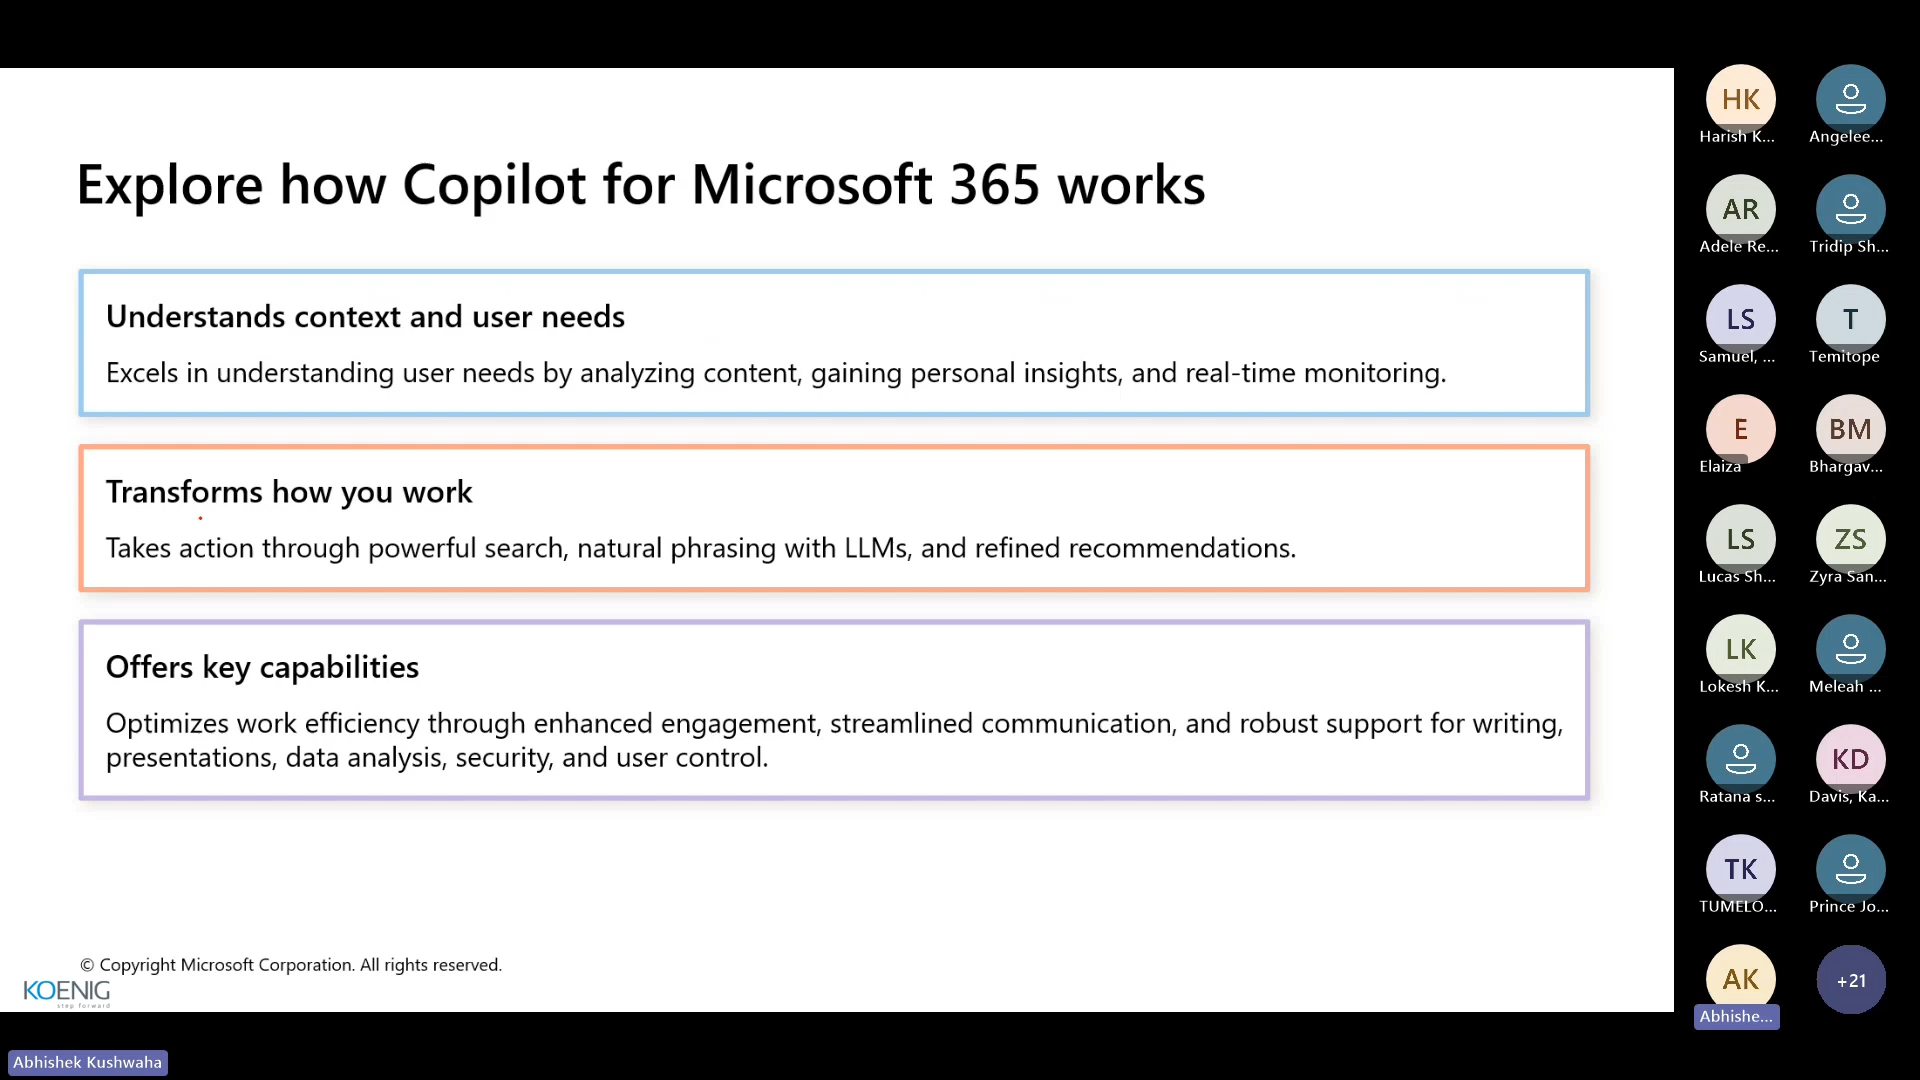 Explore how Copilot for Microsoft 365 works
Understands context and user needs
Excels in understanding user needs by analyzing content, gaining personal insights, and real-time monitoring.
Transforms how you work
Takes action through powerful search, natural phrasing with LLMs, and refined recommendations.
Offers key capabilities
Optimizes work efficiency through enhanced engagement, streamlined communication, and robust support for writing,
presentations, data analysis, security, and user control.
© Copyright Microsoft Corporation. All rights reserved.
KOENIG
step forward
Abhishek Kushwaha
HK
Harish K...
Angelee...
AR
Adele Re...
Tridip Sh...
LS
Samuel, ...
T
Temitope
E
Elaiza
BM
Bhargav...
LS
Lucas Sh...
ZS
Zyra San...
LK
Lokesh K...
Meleah ...
Ratana s...
KD
Davis, Ka...
TK
TUMELO...
Prince Jo...
AK
Abhishe...
+21